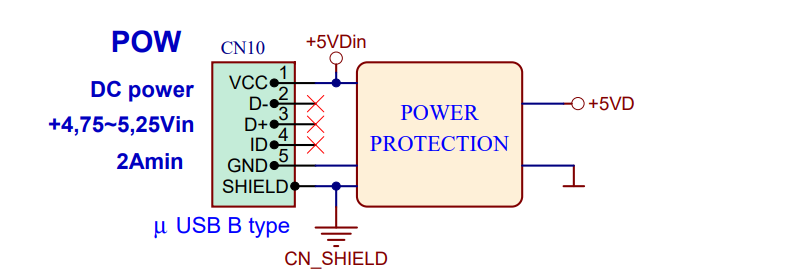 POW
CN10
+5VDin
DC power
+4,75~5,25Vin
2Amin
VCC 1
D- 2
D+ 3
ID 4
GND 5
SHIELD
POWER
PROTECTION
+5VD
µ USB B type
CN_SHIELD